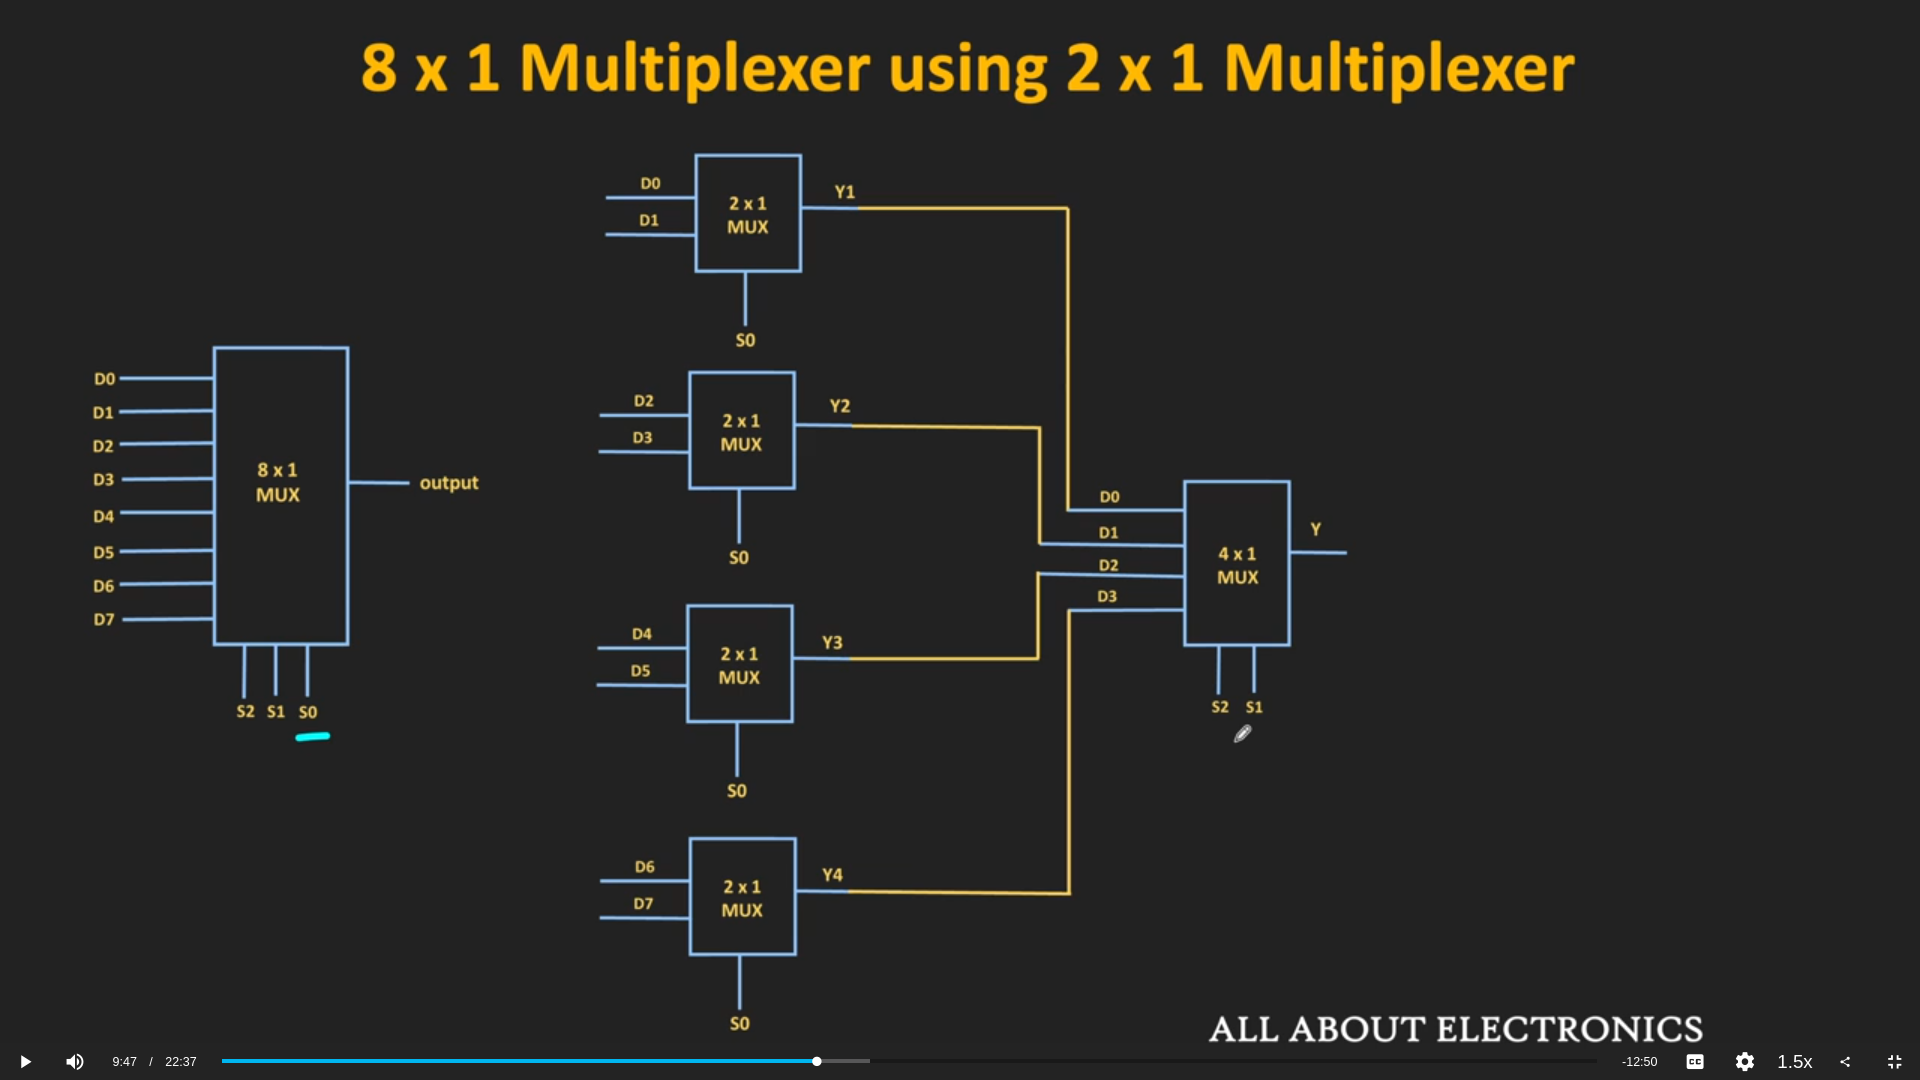 8 x 1 Multiplexer using 2 x 1 Multiplexer
D0
D1
D2
D3
D4
D5
D6
D7
8 x 1
MUX
output
S2 S1 S0
D0
D1
2 x 1
MUX
Y1
S0
D2
D3
2 x 1
MUX
Y2
S0
D4
D5
2 x 1
MUX
Y3
S0
D6
D7
2 x 1
MUX
Y4
S0
D0
D1
D2
D3
4 x 1
MUX
Y
S2 S1
ALL ABOUT ELECTRONICS
9:47 / 22:37
-12:50
CC
1.5x